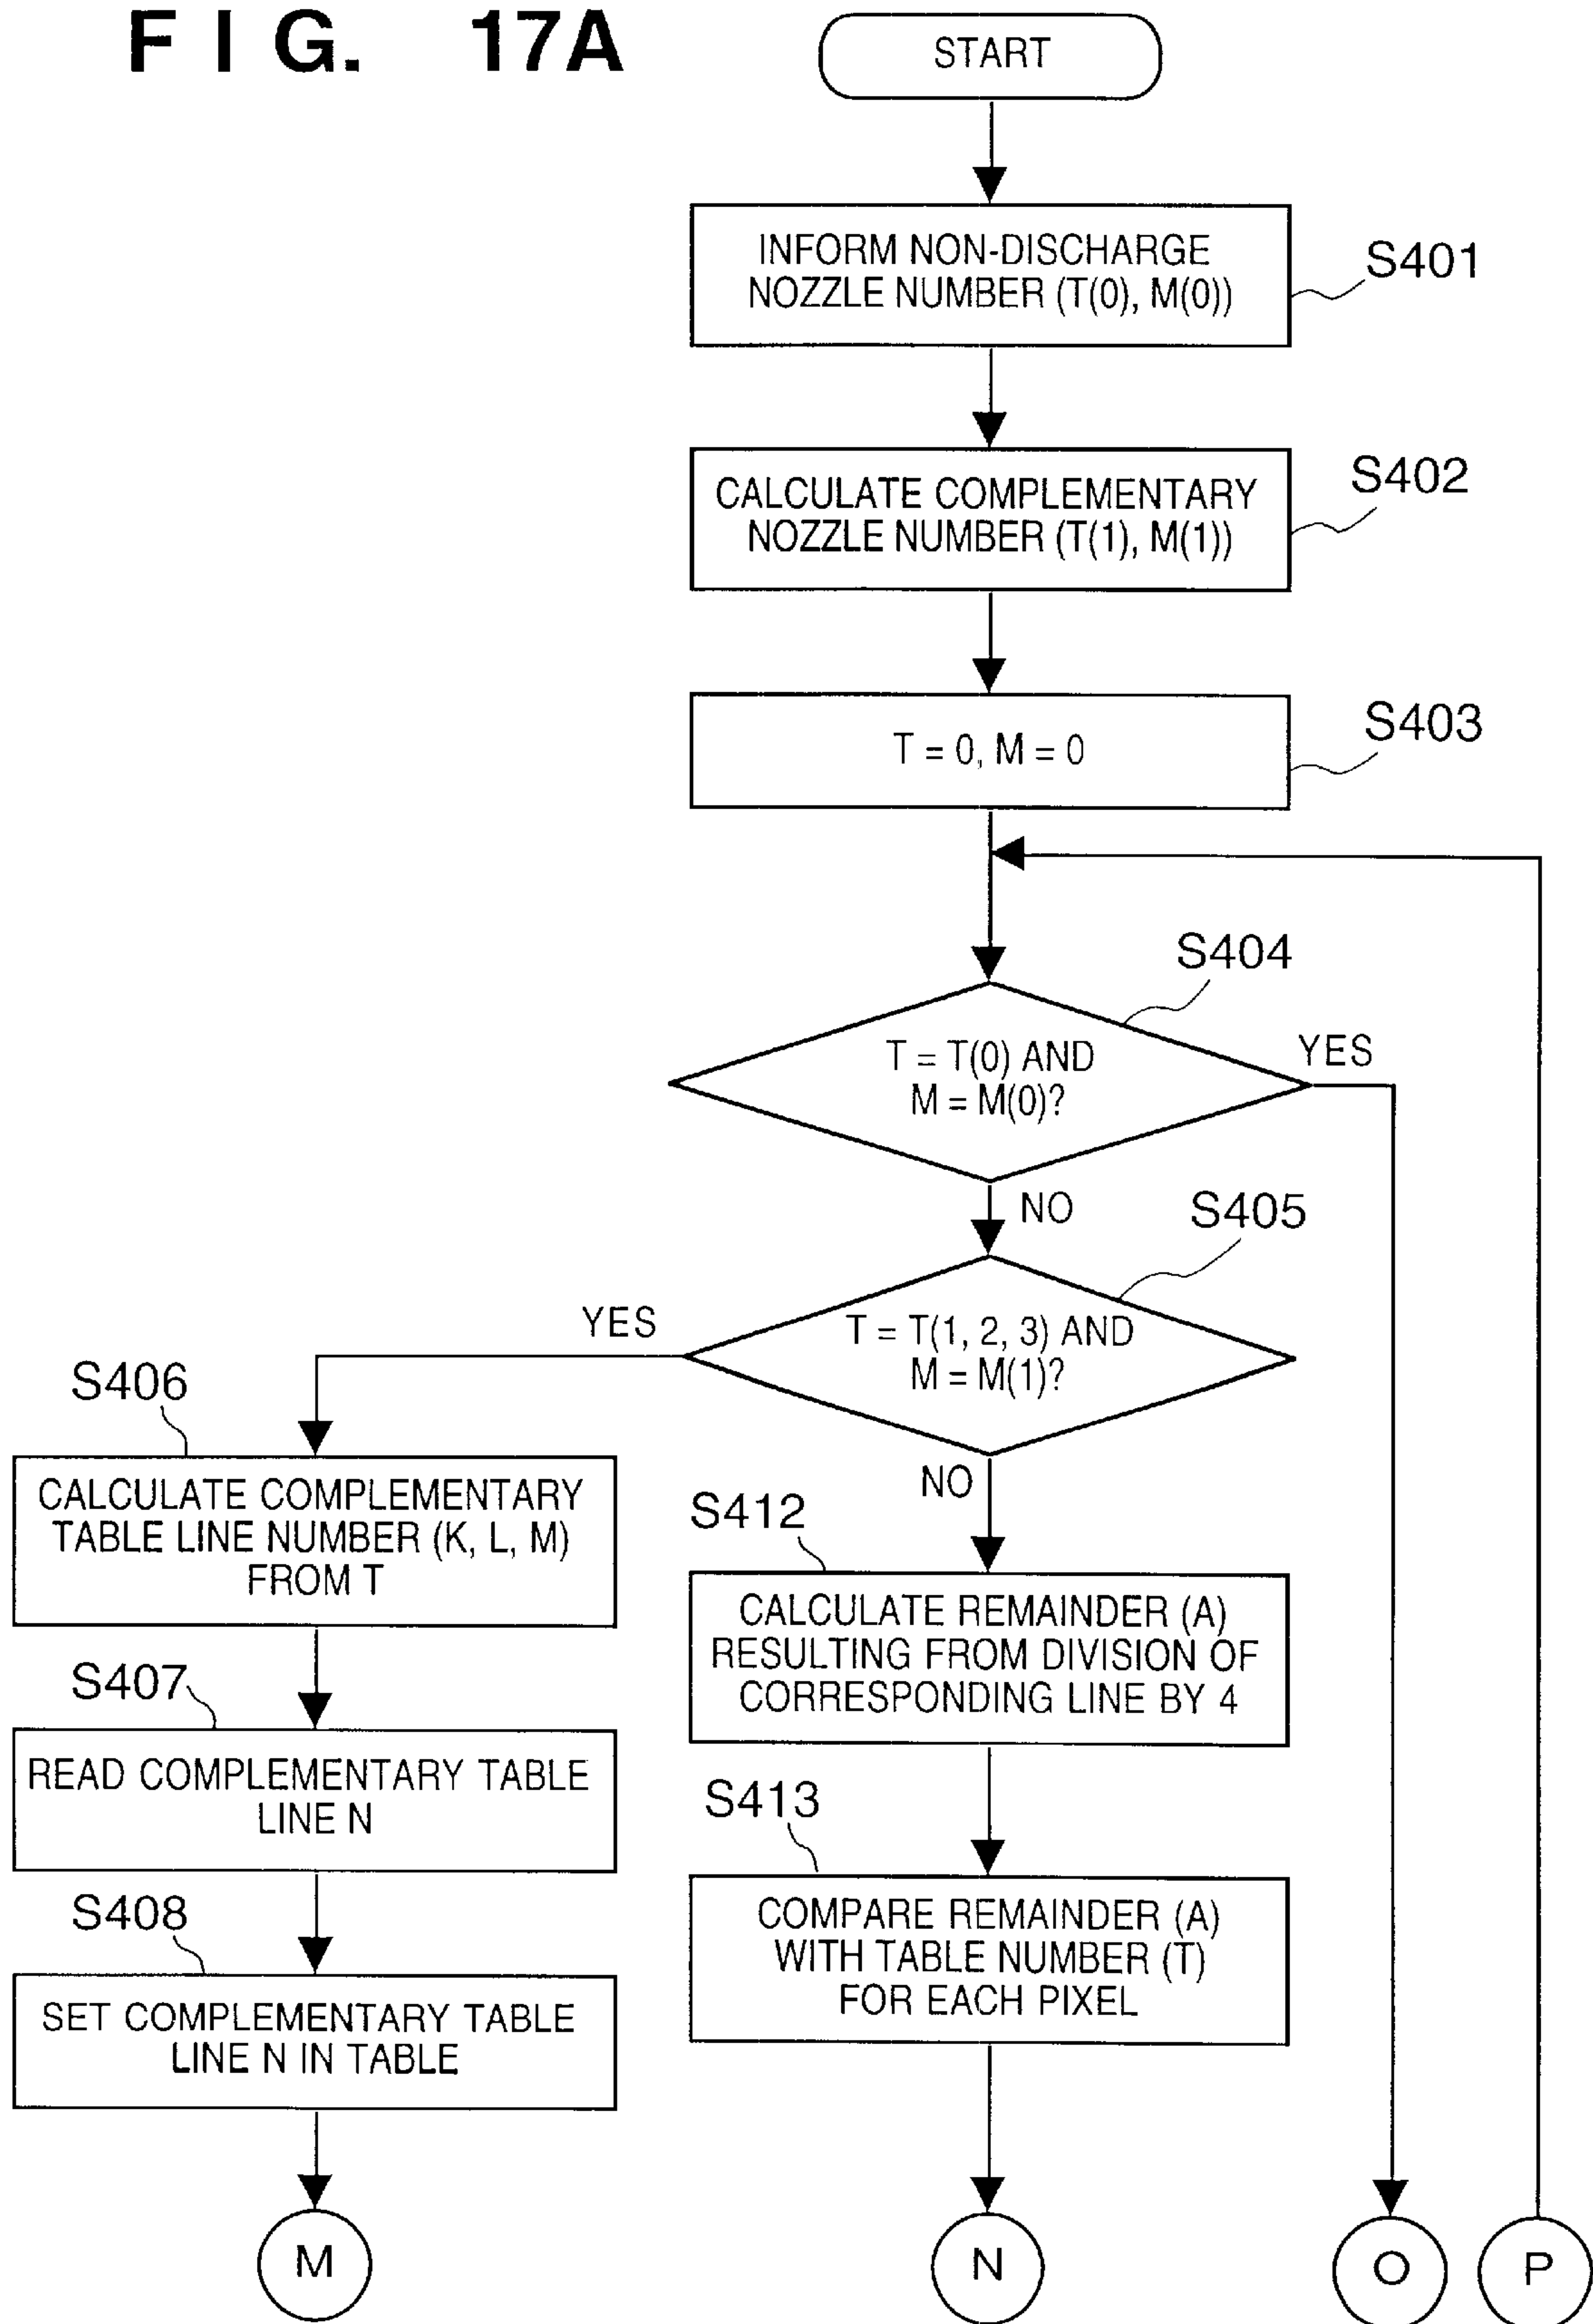 FIG. 17A
START
INFORM NON-DISCHARGE
NOZZLE NUMBER (T(0), M(0))
S401
CALCULATE COMPLEMENTARY
NOZZLE NUMBER (T(1), M(1))
S402
T = 0, M = 0
S403
S404
T = T(0) AND
M = M(0)?
YES
NO
S405
T = T(1, 2, 3) AND
M = M(1)?
YES
NO
S406
CALCULATE COMPLEMENTARY
TABLE LINE NUMBER (K, L, M)
FROM T
S407
READ COMPLEMENTARY TABLE
LINE N
S408
SET COMPLEMENTARY TABLE
LINE N IN TABLE
M
S412
CALCULATE REMAINDER (A)
RESULTING FROM DIVISION OF
CORRESPONDING LINE BY 4
S413
COMPARE REMAINDER (A)
WITH TABLE NUMBER (T)
FOR EACH PIXEL
N
O
P